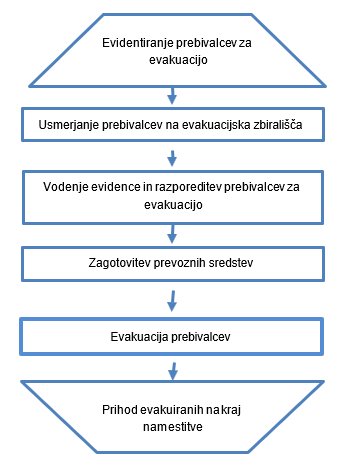 Evidentiranje prebivalcev za
evakuacijo
Usmerjanje prebivalcev na evakuacijska zbirališča
Vodenje evidence in razporeditev prebivalcev za
evakuacijo
Zagotovitev prevoznih sredstev
Evakuacija prebivalcev
Prihod evakuiranih na kraj
namestitve